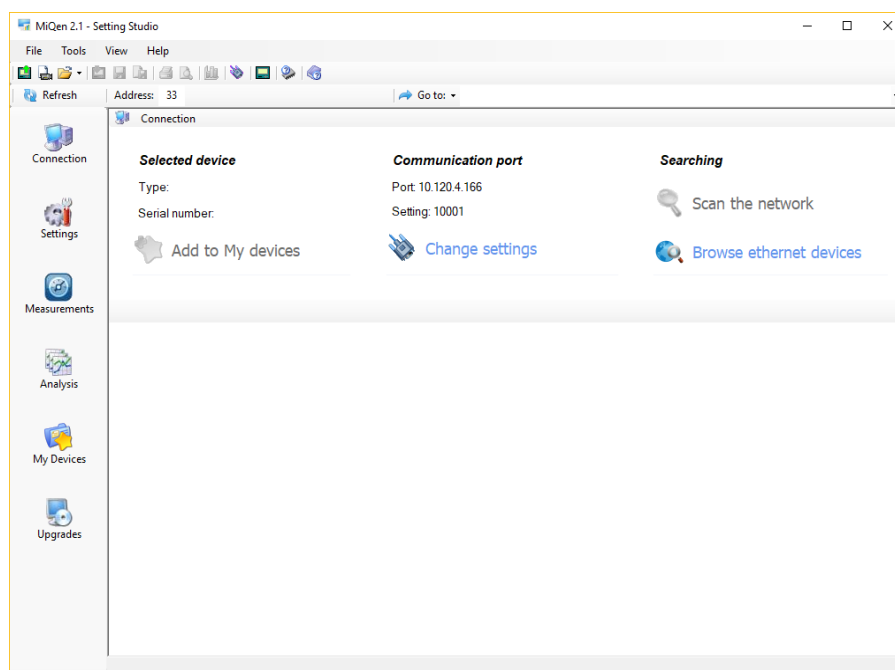 MiQen 2.1 - Setting Studio
File Tools View Help
Refresh Address: 33 Go to:
Connection
Connection
Selected device Communication port Searching
Type: Port: 10.120.4.166
Serial number: Setting: 10001 Scan the network
Add to My devices Change settings Browse ethernet devices
Settings
Measurements
Analysis
My Devices
Upgrades